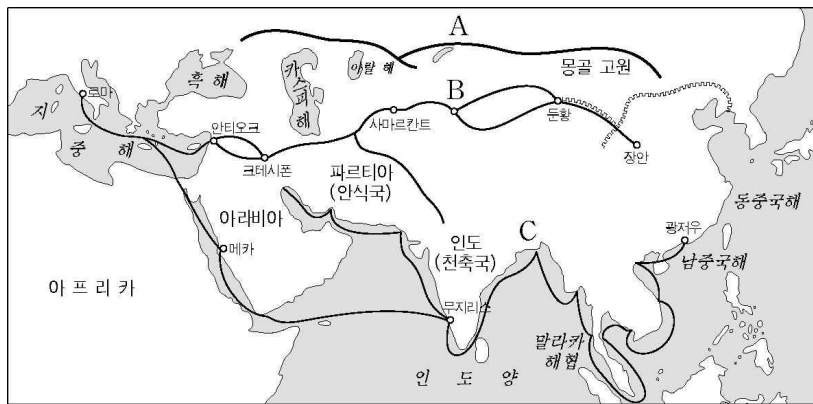 A
흑 해
카스피해
아랄 해
몽골 고원
로마
B
지
중 해
안티오크
사마르칸트
둔황
장안
크테시폰
파르티아
(안식국)
아라비아
C
동중국해
인도
(천축국)
광저우
남중국해
메카
아 프 리 카
무지리스
말라카
해협
인 도 양